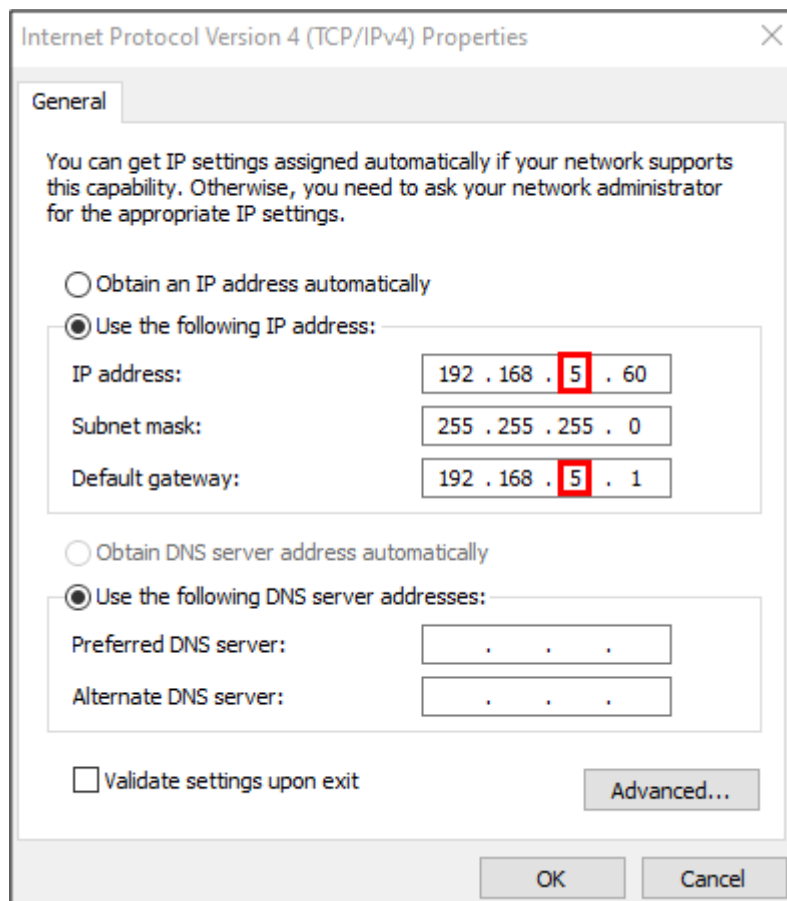 Internet Protocol Version 4 (TCP/IPv4) Properties
General
You can get IP settings assigned automatically if your network supports
this capability. Otherwise, you need to ask your network administrator
for the appropriate IP settings.
Obtain an IP address automatically
Use the following IP address:
IP address: 192 . 168 . 5 . 60
Subnet mask: 255 . 255 . 255 . 0
Default gateway: 192 . 168 . 5 . 1
Obtain DNS server address automatically
Use the following DNS server addresses:
Preferred DNS server: . . .
Alternate DNS server: . . .
Validate settings upon exit
Advanced...
OK Cancel